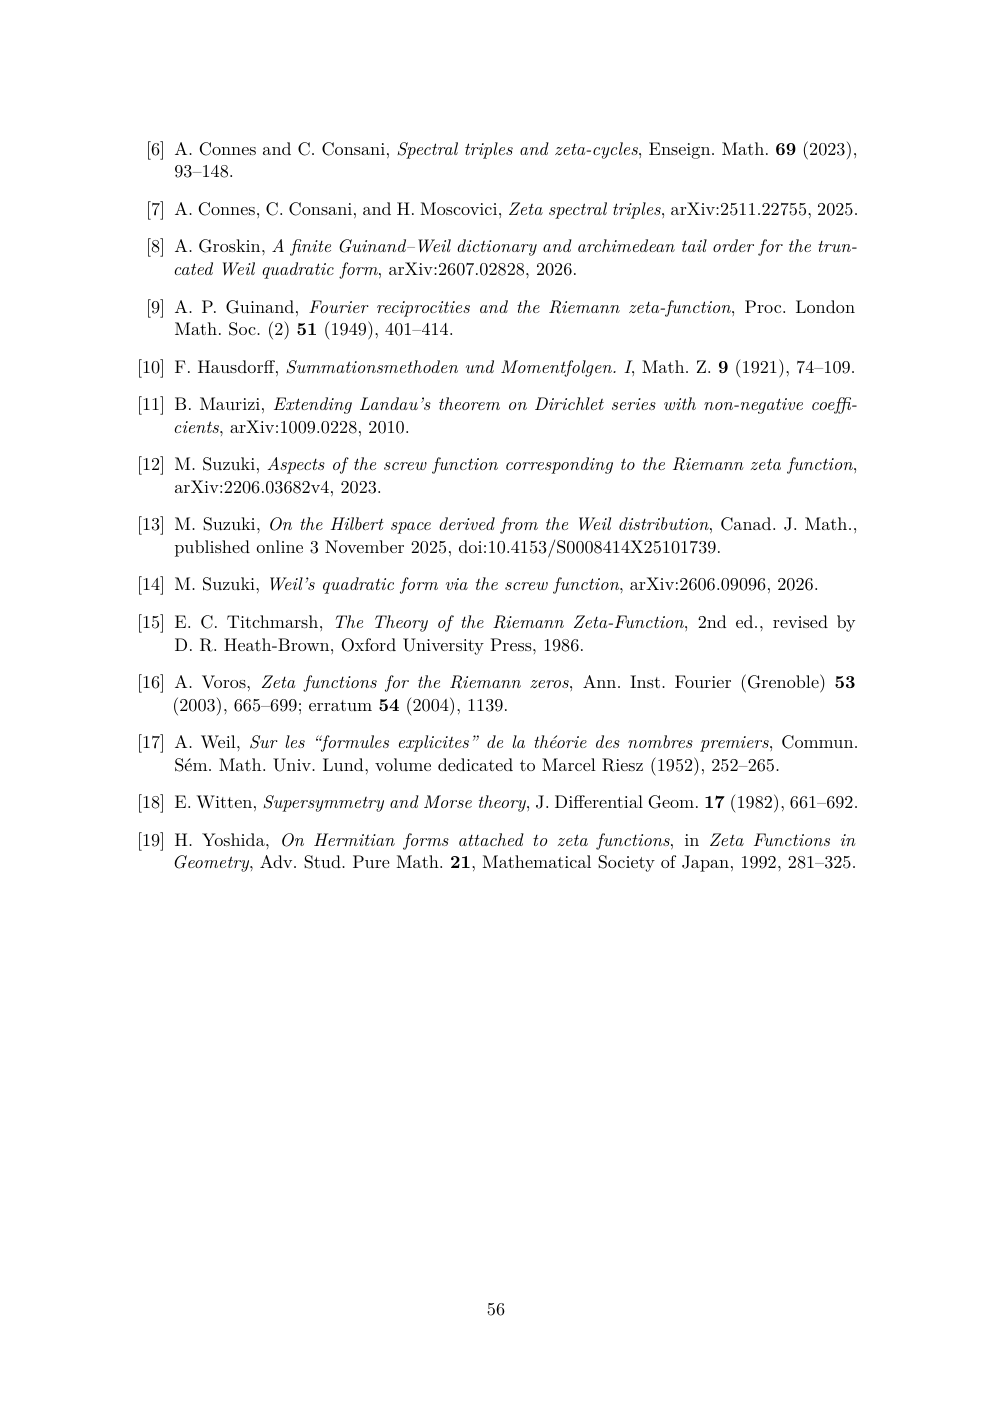 [6] A. Connes and C. Consani, Spectral triples and zeta-cycles, Enseign. Math. 69 (2023),
93–148.
[7] A. Connes, C. Consani, and H. Moscovici, Zeta spectral triples, arXiv:2511.22755, 2025.
[8] A. Groskin, A finite Guinand–Weil dictionary and archimedean tail order for the trun-
cated Weil quadratic form, arXiv:2607.02828, 2026.
[9] A. P. Guinand, Fourier reciprocities and the Riemann zeta-function, Proc. London
Math. Soc. (2) 51 (1949), 401–414.
[10] F. Hausdorff, Summationsmethoden und Momentfolgen. I, Math. Z. 9 (1921), 74–109.
[11] B. Maurizi, Extending Landau's theorem on Dirichlet series with non-negative coeffi-
cients, arXiv:1009.0228, 2010.
[12] M. Suzuki, Aspects of the screw function corresponding to the Riemann zeta function,
arXiv:2206.03682v4, 2023.
[13] M. Suzuki, On the Hilbert space derived from the Weil distribution, Canad. J. Math.,
published online 3 November 2025, doi:10.4153/S0008414X25101739.
[14] M. Suzuki, Weil's quadratic form via the screw function, arXiv:2606.09096, 2026.
[15] E. C. Titchmarsh, The Theory of the Riemann Zeta-Function, 2nd ed., revised by
D. R. Heath-Brown, Oxford University Press, 1986.
[16] A. Voros, Zeta functions for the Riemann zeros, Ann. Inst. Fourier (Grenoble) 53
(2003), 665–699; erratum 54 (2004), 1139.
[17] A. Weil, Sur les “formules explicites” de la théorie des nombres premiers, Commun.
Sém. Math. Univ. Lund, volume dedicated to Marcel Riesz (1952), 252–265.
[18] E. Witten, Supersymmetry and Morse theory, J. Differential Geom. 17 (1982), 661–692.
[19] H. Yoshida, On Hermitian forms attached to zeta functions, in Zeta Functions in
Geometry, Adv. Stud. Pure Math. 21, Mathematical Society of Japan, 1992, 281–325.
56